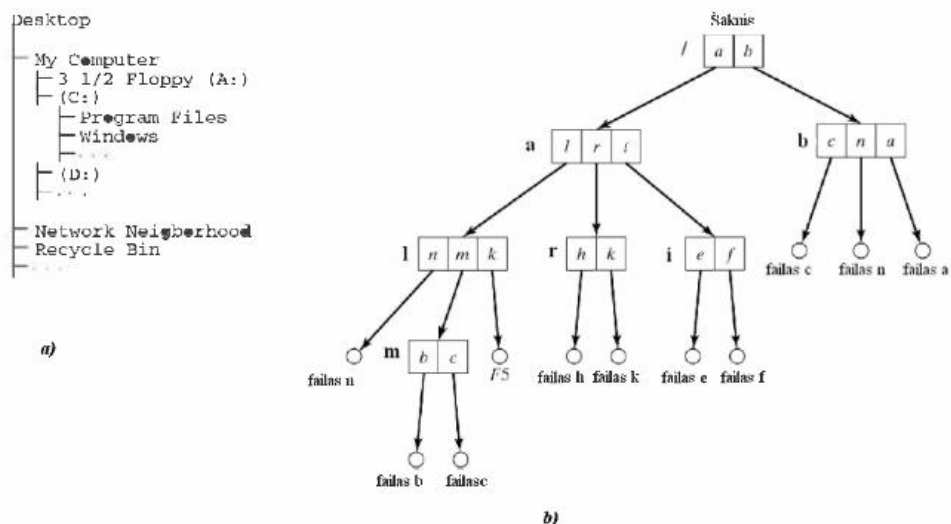 Desktop
My Computer
3 1/2 Floppy (A:)
(C:)
Program Files
Windows
...
(D:)
....
Network Neigberhood
Recycle Bin
....
a)
Šaknis
/ a b
a l r i
b c n a
l n m k
r h k
i e f
failas c failas n failas a
m b c
failas n
F5
failas h failas k failas e failas f
failas b failasc
b)